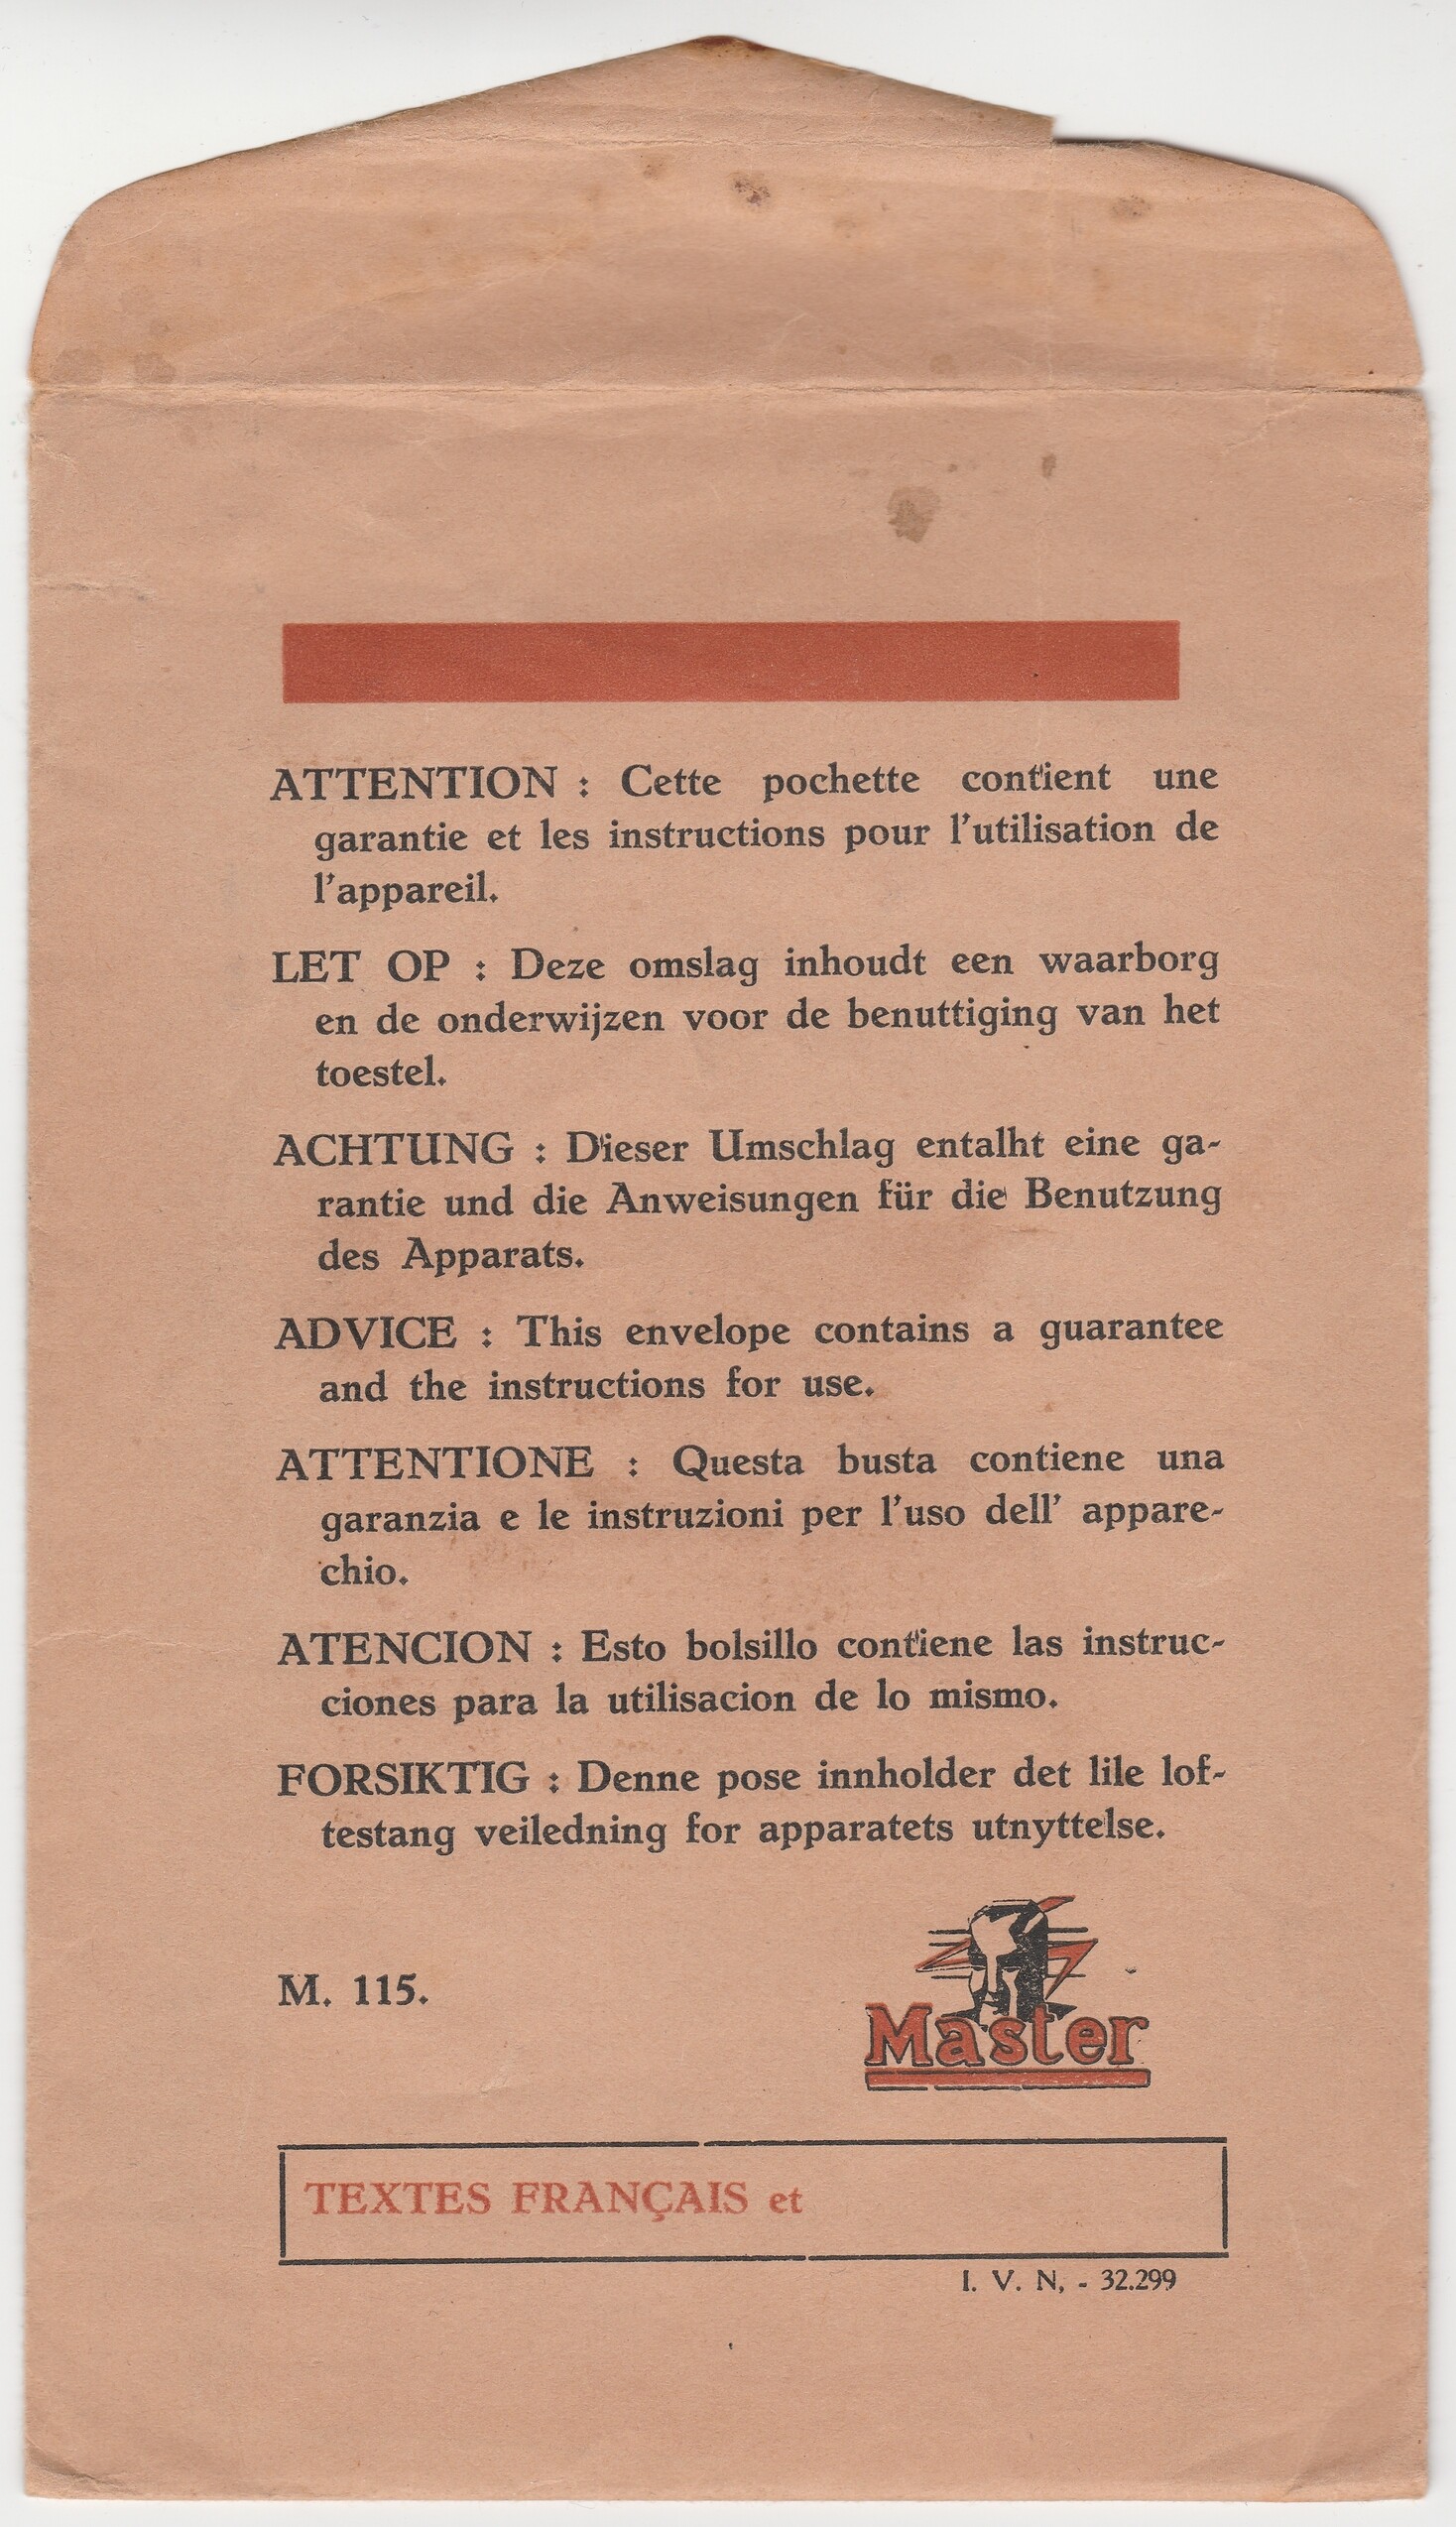 ATTENTION : Cette pochette contient une
garantie et les instructions pour l'utilisation de
l'appareil.
LET OP : Deze omslag inhoudt een waarborg
en de onderwijzen voor de benuttiging van het
toestel.
ACHTUNG : Dieser Umschlag entalht eine ga-
rantie und die Anweisungen für die Benutzung
des Apparats.
ADVICE : This envelope contains a guarantee
and the instructions for use.
ATTENTIONE : Questa busta contiene una
garanzia e le instruzioni per l'uso dell' appare-
chio.
ATENCION : Esto bolsillo contiene las instruc-
ciones para la utilisacion de lo mismo.
FORSIKTIG : Denne pose innholder det lile lof-
testang veiledning for apparatets utnyttelse.
M. 115.
Master
TEXTES FRANÇAIS et
I. V. N, - 32.299